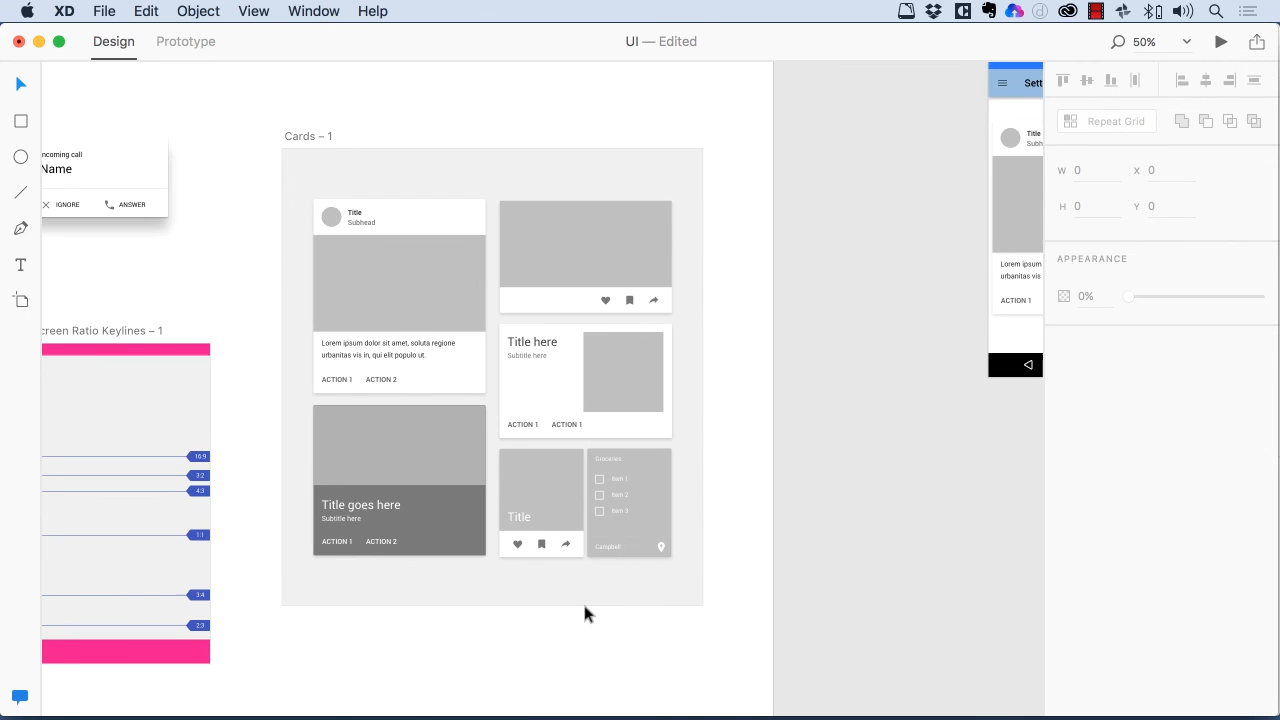 XD File Edit Object View Window Help
Design Prototype
UI — Edited
50%
ncoming call
Name
IGNORE ANSWER
creen Ratio Keylines – 1
16:9
3:2
4:3
1:1
3:4
2:3
Cards – 1
Title
Subhead
Lorem ipsum dolor sit amet, soluta regione
urbanitas vis in, qui elit populo ut.
ACTION 1 ACTION 2
Title goes here
Subtitle here
ACTION 1 ACTION 2
Title here
Subtitle here
ACTION 1 ACTION 1
Title
Groceries:
Item 1
Item 2
Item 3
Campbell
Sett
Title
Subh
Lorem ipsum
urbanitas vis
ACTION 1
Repeat Grid
W 0 X 0
H 0 Y 0
APPEARANCE
0%